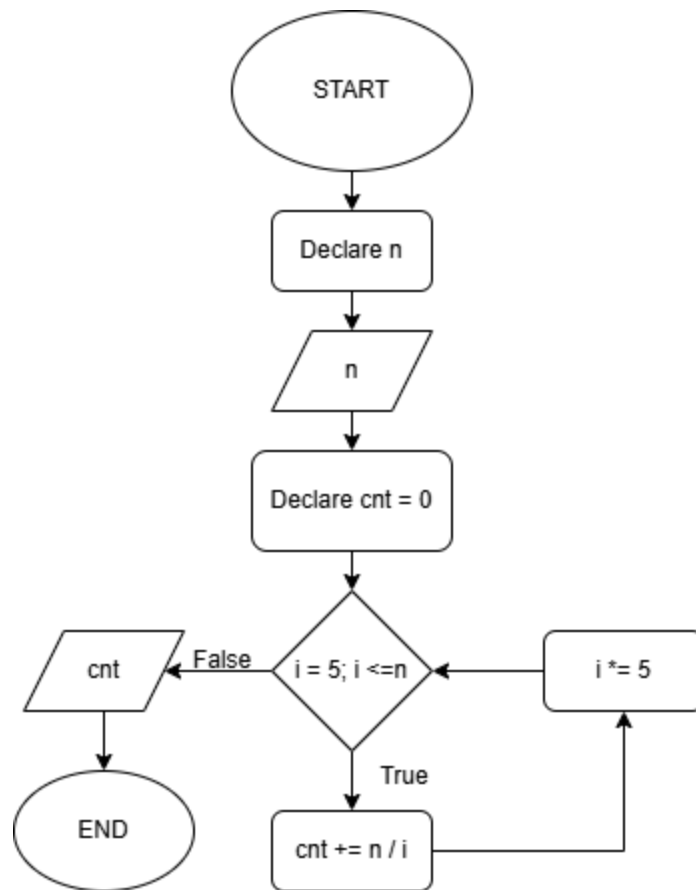 START
Declare n
n
Declare cnt = 0
i = 5; i <=n
False
cnt
END
True
cnt += n / i
i *= 5